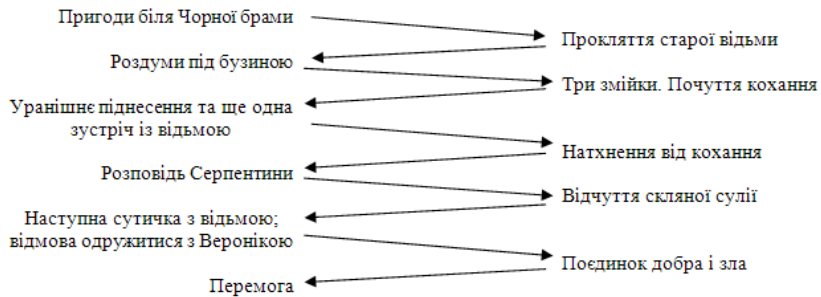 Пригоди біля Чорної брами
Прокляття старої відьми
Роздуми під бузиною
Три змійки. Почуття кохання
Уранішнє піднесення та ще одна
зустріч із відьмою
Натхнення від кохання
Розповідь Серпентини
Відчуття скляної сулії
Наступна сутичка з відьмою;
відмова одружитися з Веронікою
Поєдинок добра і зла
Перемога